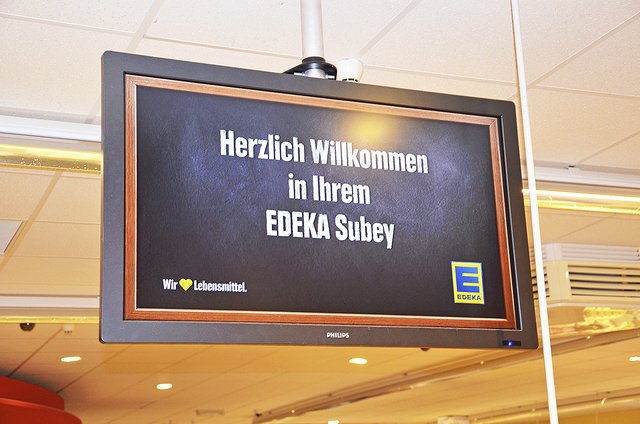 Herzlich Willkommen
in Ihrem
EDEKA Subey
Wir 💛 Lebensmittel.
E
EDEKA
PHILIPS